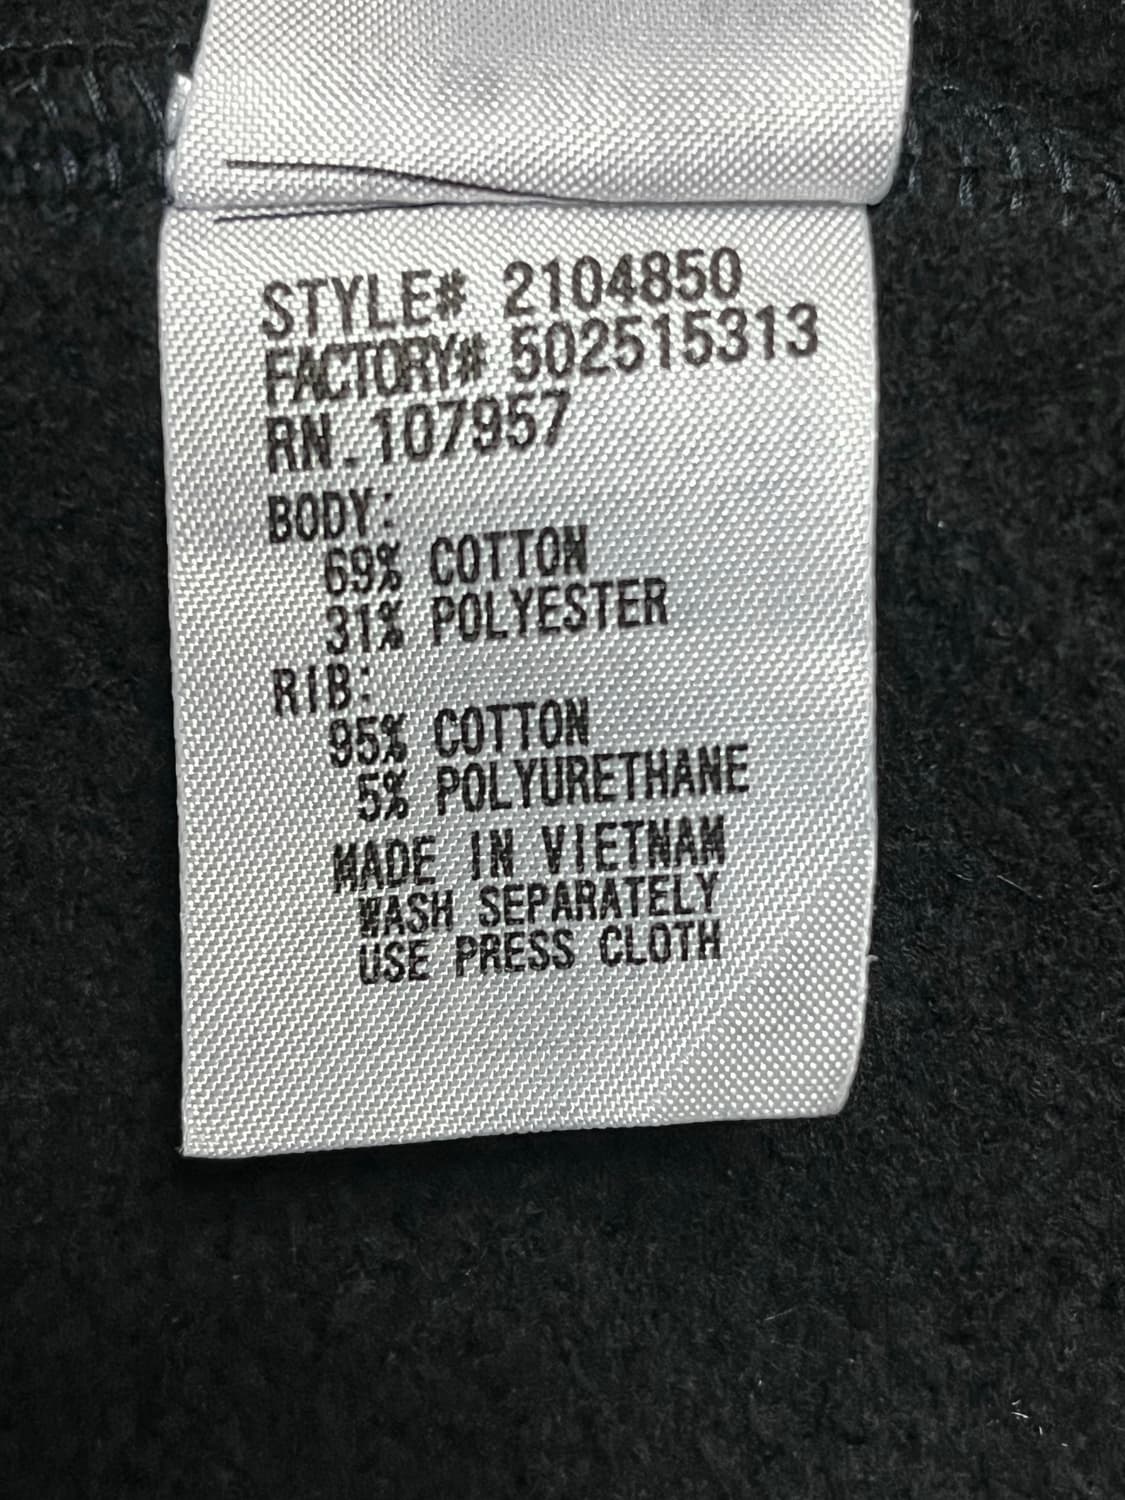 STYLE# 2104850
FACTORY# 502515313
RN.107957
BODY:
69% COTTON
31% POLYESTER
RIB:
95% COTTON
5% POLYURETHANE
MADE IN VIETNAM
WASH SEPARATELY
USE PRESS CLOTH